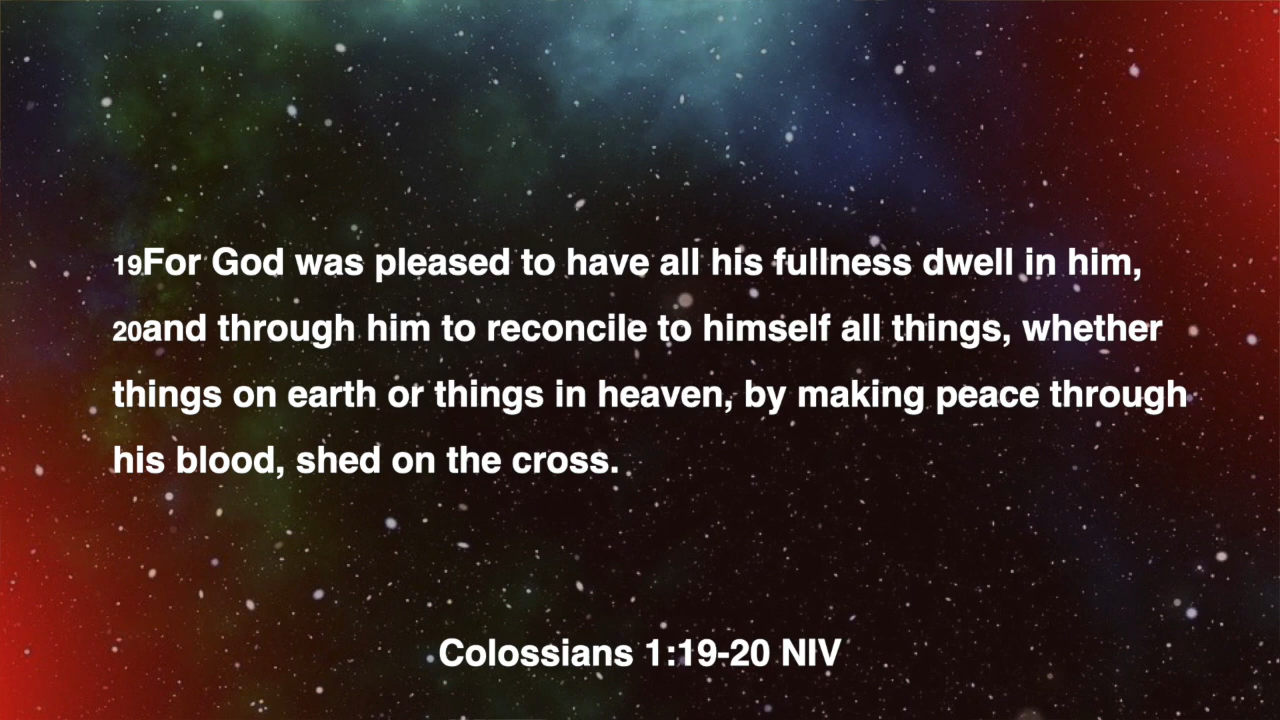 19For God was pleased to have all his fullness dwell in him,
20and through him to reconcile to himself all things, whether
things on earth or things in heaven, by making peace through
his blood, shed on the cross.
Colossians 1:19-20 NIV